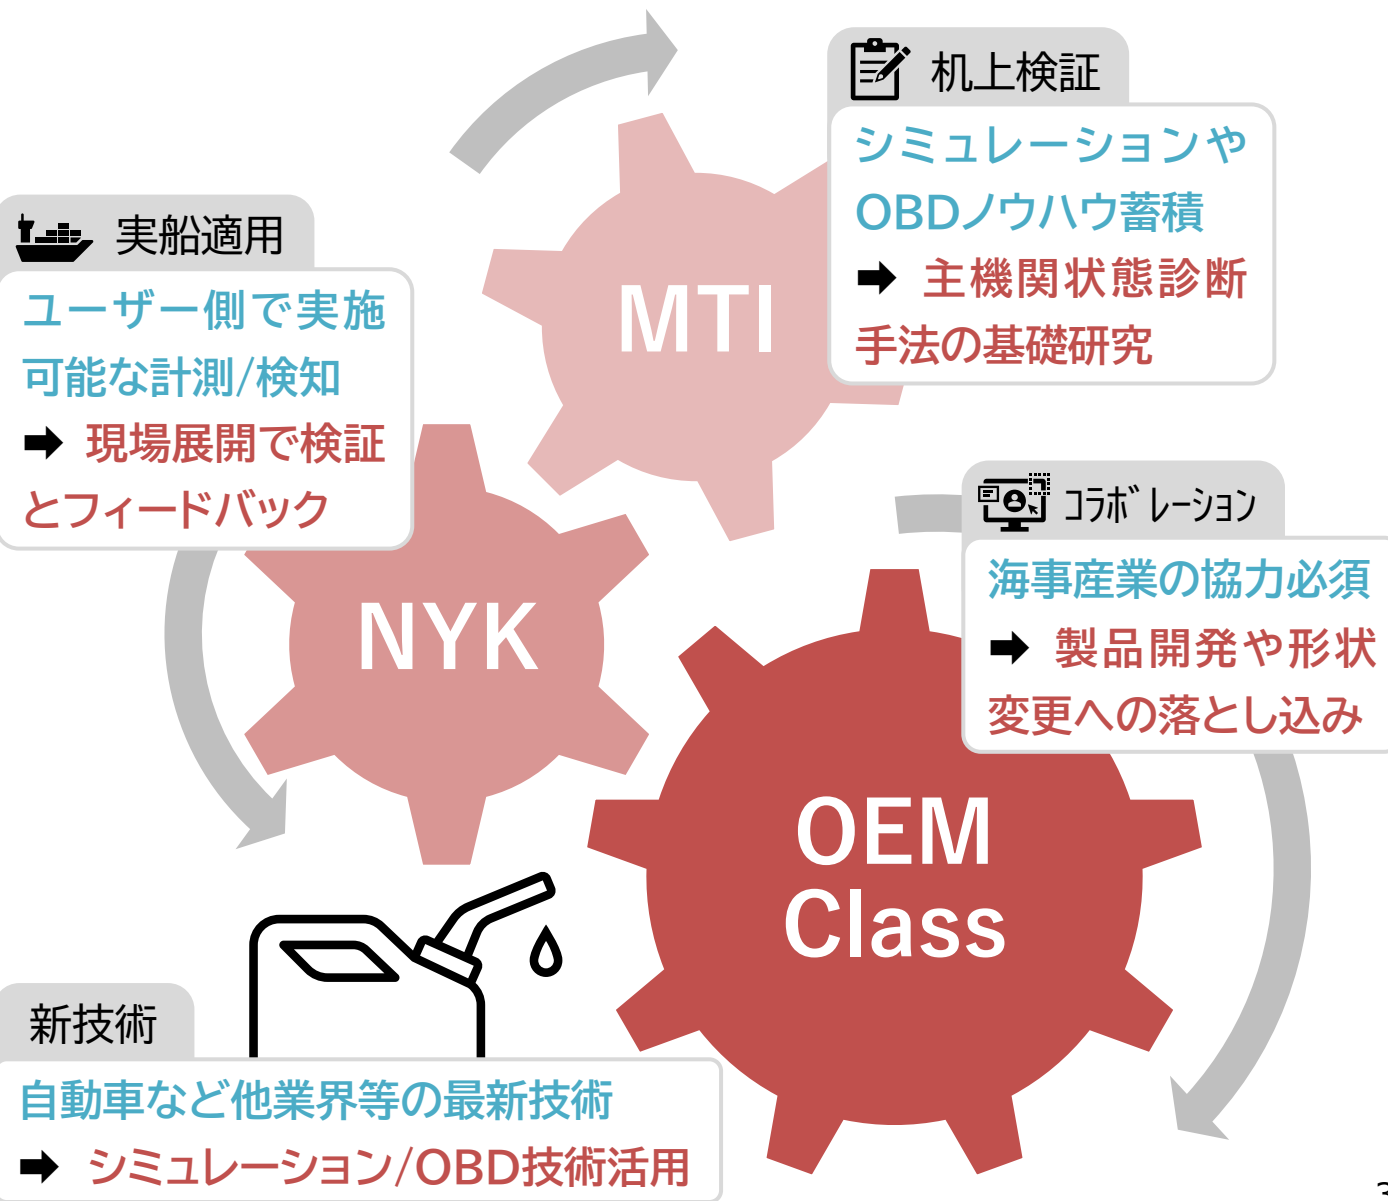 机上検証
シミュレーションや
OBDノウハウ蓄積
➡ 主機関状態診断
手法の基礎研究
MTI
実船適用
ユーザー側で実施
可能な計測/検知
➡ 現場展開で検証
とフィードバック
NYK
コラボレーション
海事産業の協力必須
➡ 製品開発や形状
変更への落とし込み
OEM
Class
新技術
自動車など他業界等の最新技術
➡ シミュレーション/OBD技術活用